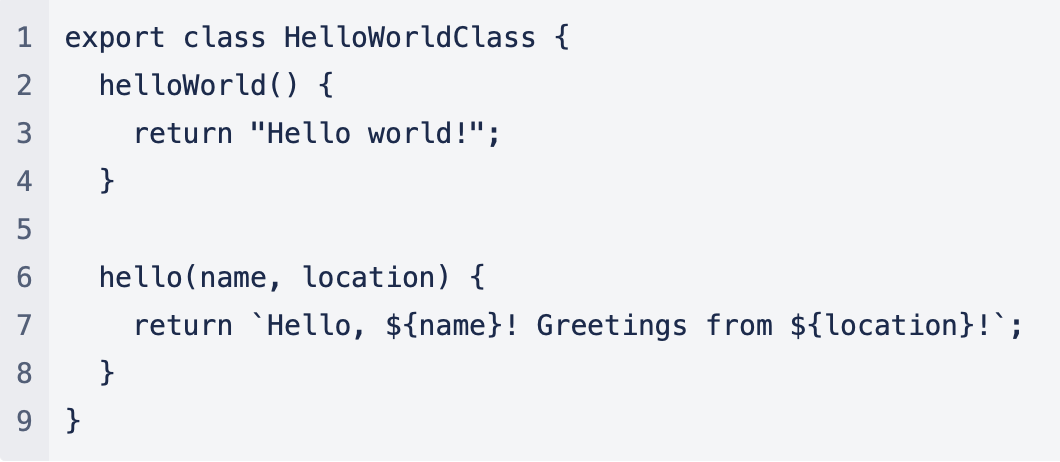 1 export class HelloWorldClass {
2   helloWorld() {
3     return "Hello world!";
4   }
5
6   hello(name, location) {
7     return `Hello, ${name}! Greetings from ${location}!`;
8   }
9 }